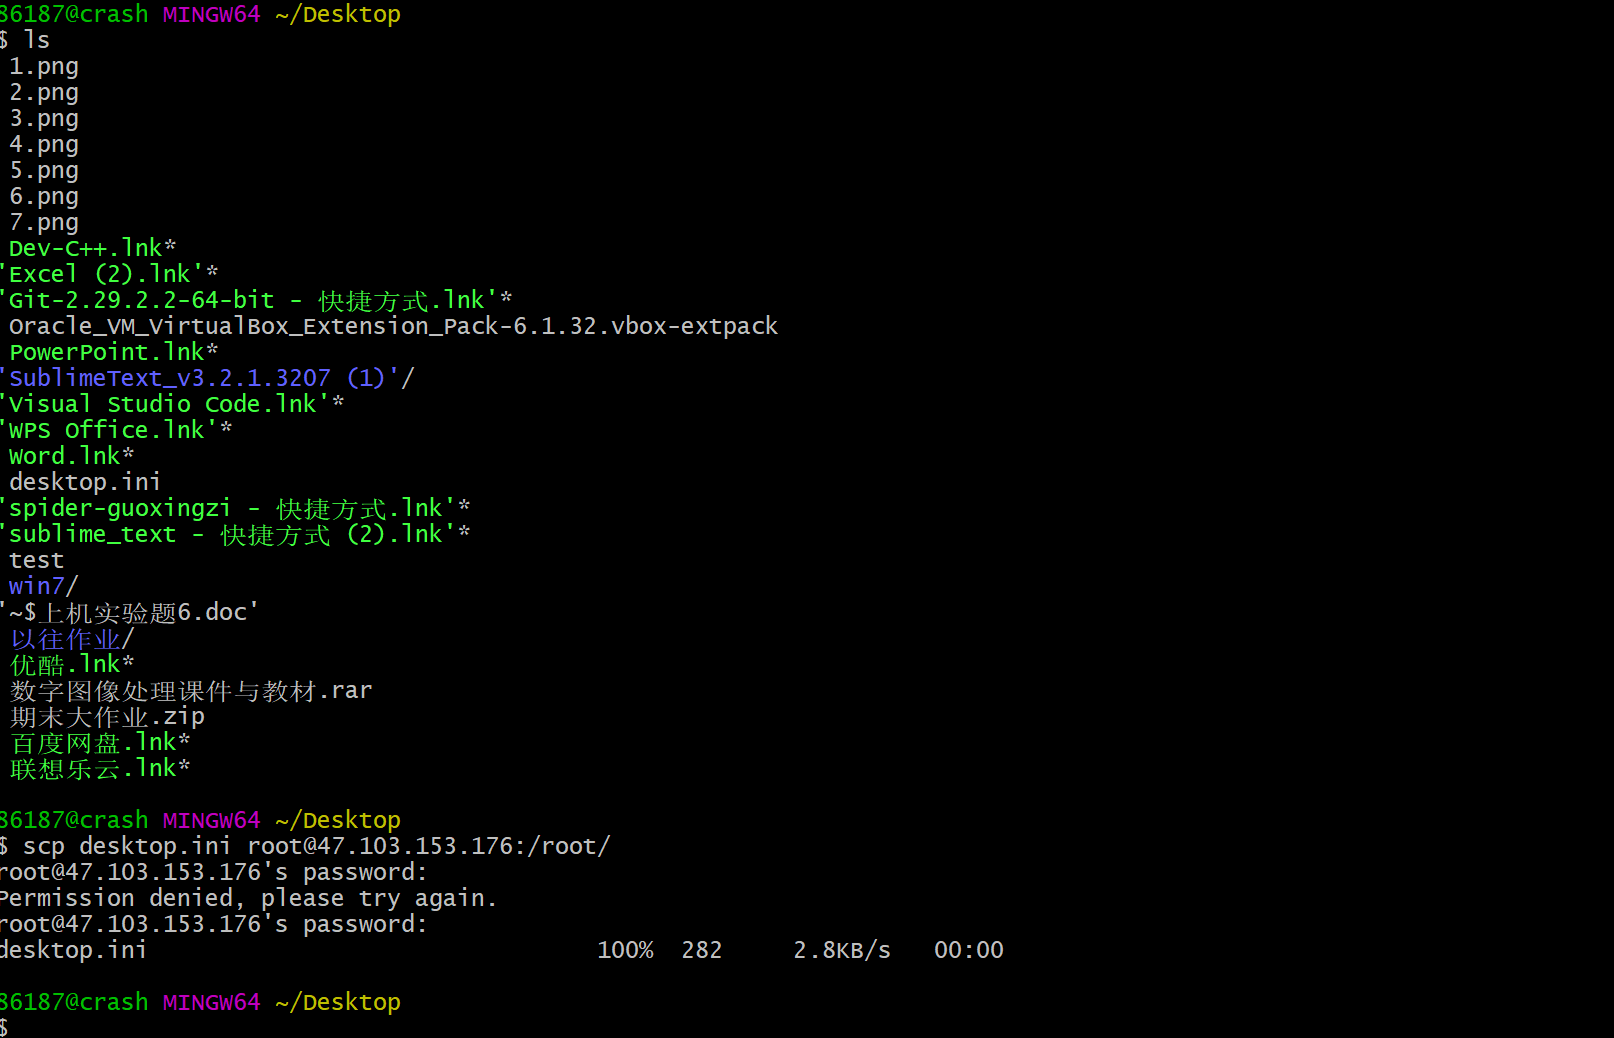 86187@crash MINGW64 ~/Desktop
$ ls
1.png
2.png
3.png
4.png
5.png
6.png
7.png
Dev-C++.lnk*
'Excel (2).lnk'*
'Git-2.29.2.2-64-bit - 快捷方式.lnk'*
Oracle_VM_VirtualBox_Extension_Pack-6.1.32.vbox-extpack
PowerPoint.lnk*
'SublimeText_v3.2.1.3207 (1)'/
'Visual Studio Code.lnk'*
'WPS Office.lnk'*
Word.lnk*
desktop.ini
'spider-guoxingzi - 快捷方式.lnk'*
'sublime_text - 快捷方式 (2).lnk'*
test
win7/
'~$上机实验题6.doc'
以往作业/
优酷.lnk*
数字图像处理课件与教材.rar
期末大作业.zip
百度网盘.lnk*
联想乐云.lnk*
86187@crash MINGW64 ~/Desktop
$ scp desktop.ini root@47.103.153.176:/root/
root@47.103.153.176's password:
Permission denied, please try again.
root@47.103.153.176's password:
desktop.ini 100% 282 2.8KB/s 00:00
86187@crash MINGW64 ~/Desktop
$